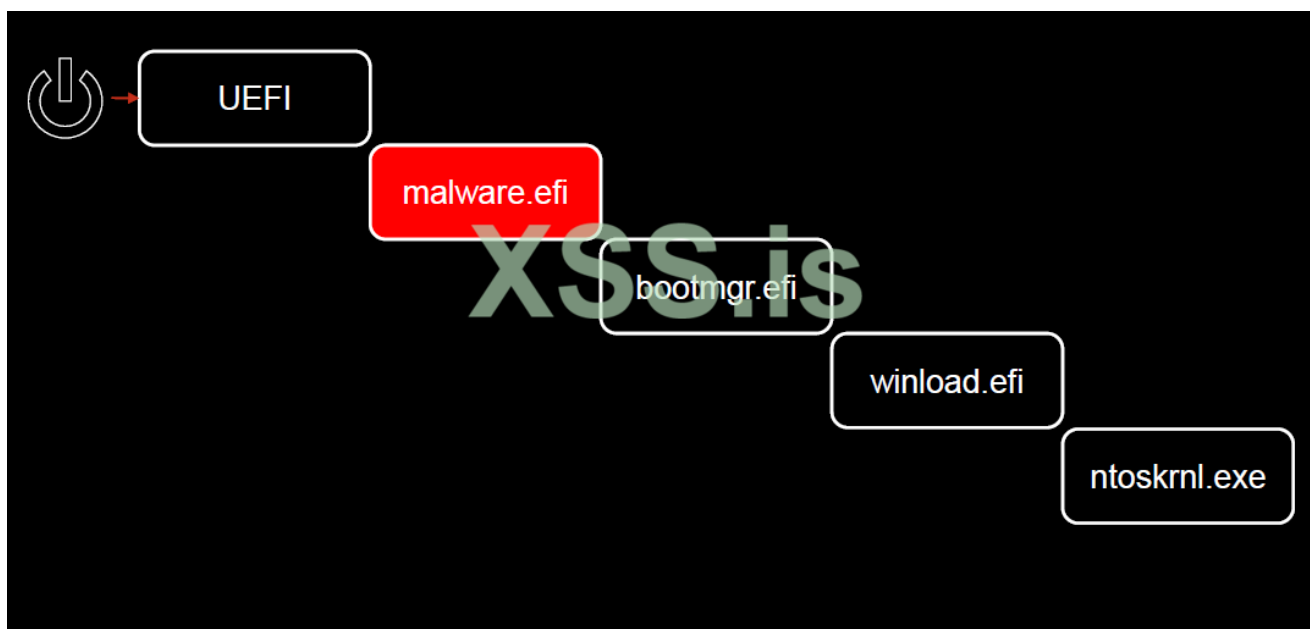 UEFI
malware.efi
XSS.is
bootmgr.efi
winload.efi
ntoskrnl.exe